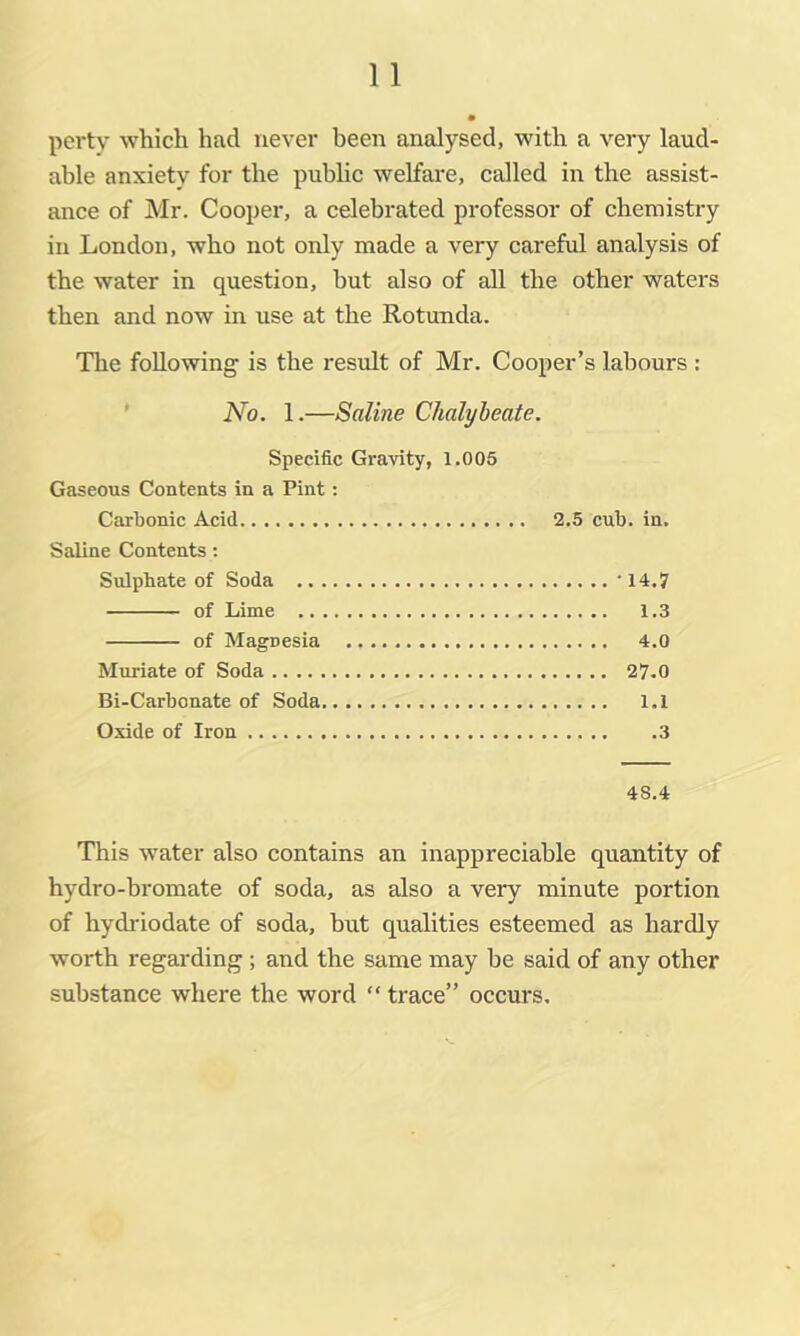 11
perty which had never been analysed, with a very laud-
able anxiety for the public welfare, called in the assist-
ance of Mr. Cooper, a celebrated professor of chemistry
in London, who not only made a very careful analysis of
the water in question, but also of all the other waters
then and now in use at the Rotunda.
The following is the result of Mr. Cooper's labours :
No. 1.—Saline Chalybeate.
Specific Gravity, 1.005
Gaseous Contents in a Pint :
Carbonic Acid.......................... 2.5 cub. in.
Saline Contents :
Sulphate of Soda ............................ 14.7
——— of Lime ............................ 1.3
——— of Magnesia ........................ 4.0
Muriate of Soda .............................. 27.0
Bi-Carbonate of Soda.......................... 1.1
Oxide of Iron ................................ .3
48.4
This water also contains an inappreciable quantity of
hydro-bromate of soda, as also a very minute portion
of hydriodate of soda, but qualities esteemed as hardly
worth regarding ; and the same may be said of any other
substance where the word “ trace” occurs.